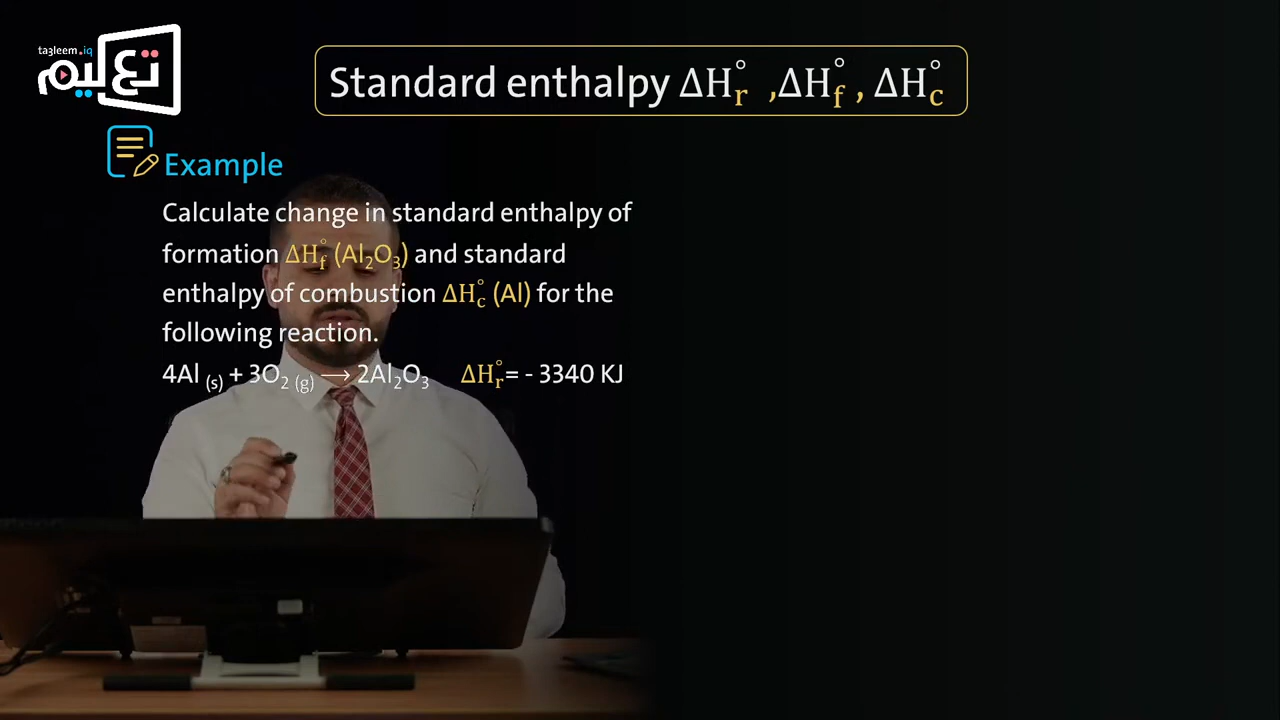 ta3leem.iq
تعليم
Standard enthalpy ΔH°r ,ΔH°f , ΔH°c
Example
Calculate change in standard enthalpy of
formation ΔH°f (Al₂O₃) and standard
enthalpy of combustion ΔH°c (Al) for the
following reaction.
4Al (s) + 3O₂ (g) ⟶ 2Al₂O₃ ΔH°r= - 3340 KJ